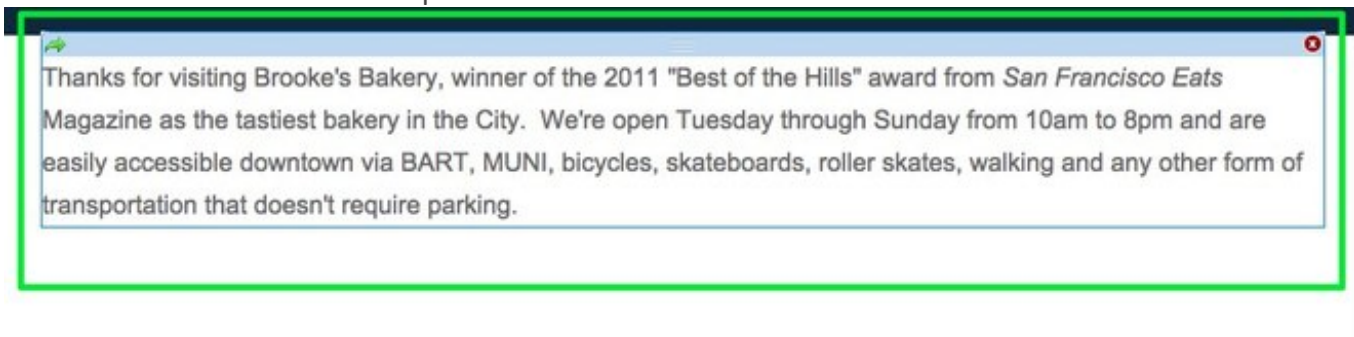 Thanks for visiting Brooke's Bakery, winner of the 2011 "Best of the Hills" award from San Francisco Eats
Magazine as the tastiest bakery in the City.  We're open Tuesday through Sunday from 10am to 8pm and are
easily accessible downtown via BART, MUNI, bicycles, skateboards, roller skates, walking and any other form of
transportation that doesn't require parking.